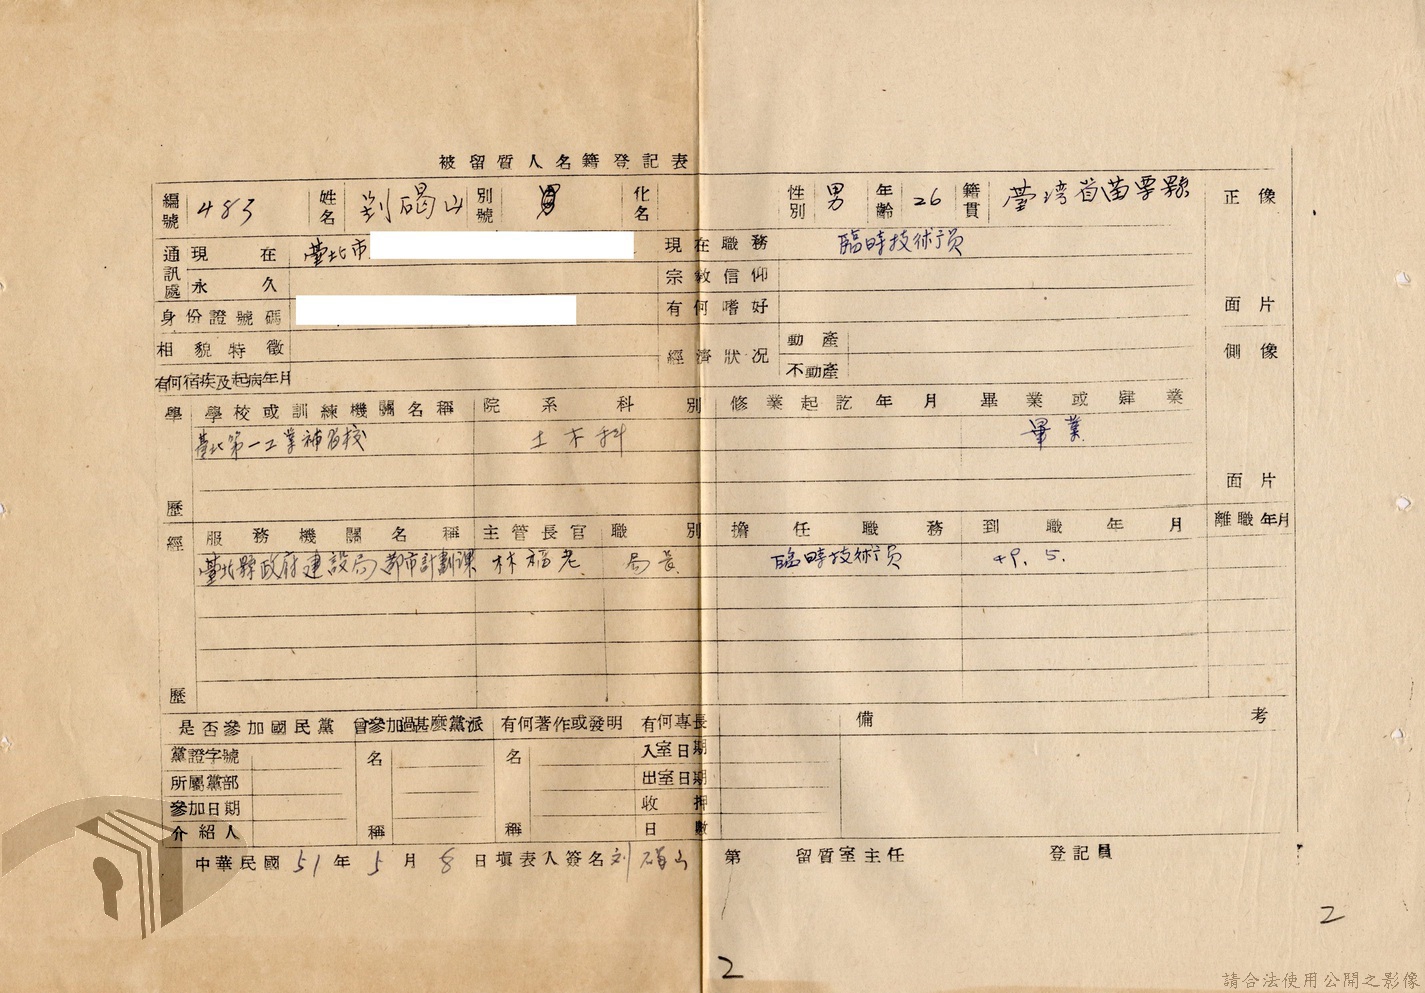 被留質人名籍登記表
編號 483 姓名 劉碣山 別號 化名 性別 男 年齡 26 籍貫 臺灣省苗栗縣 正像
通訊處 現在 臺北市 現在職務 臨時技術員
永久 宗教信仰
身份證號碼 有何嗜好 面片
相貌特徵 經濟狀况 動產 側像
有何宿疾及起病年月 不動產
學歷 學校或訓練機關名稱 院系科別 修業起訖年月 畢業或肄業
臺北第一工業補習校 土木科 畢業
面片
經歷 服務機關名稱 主管長官 職別 擔任職務 到職年月 離職年月
臺北縣政府建設局都市計劃課 林福老 局長 臨時技術員 49.5.
是否參加國民黨 曾參加過甚麼黨派 有何著作或發明 有何專長 備考
黨證字號 名稱 名稱 入室日期
所屬黨部 出室日期
參加日期 收押
介紹人 日數
中華民國 51 年 5 月 8 日填表人簽名 刘碣山 第 留質室主任 登記員
2
2
請合法使用公開之影像